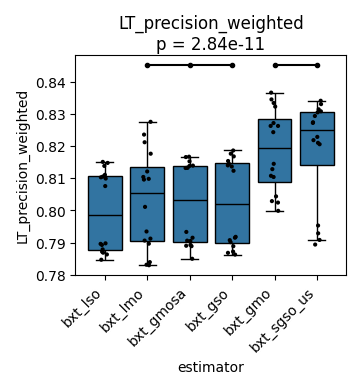 LT_precision_weighted
p = 2.84e-11
LT_precision_weighted
0.84
0.83
0.82
0.81
0.80
0.79
0.78
bxt_lso
bxt_lmo
bxt_gmosa
bxt_gso
bxt_gmo
bxt_sgso_us
estimator